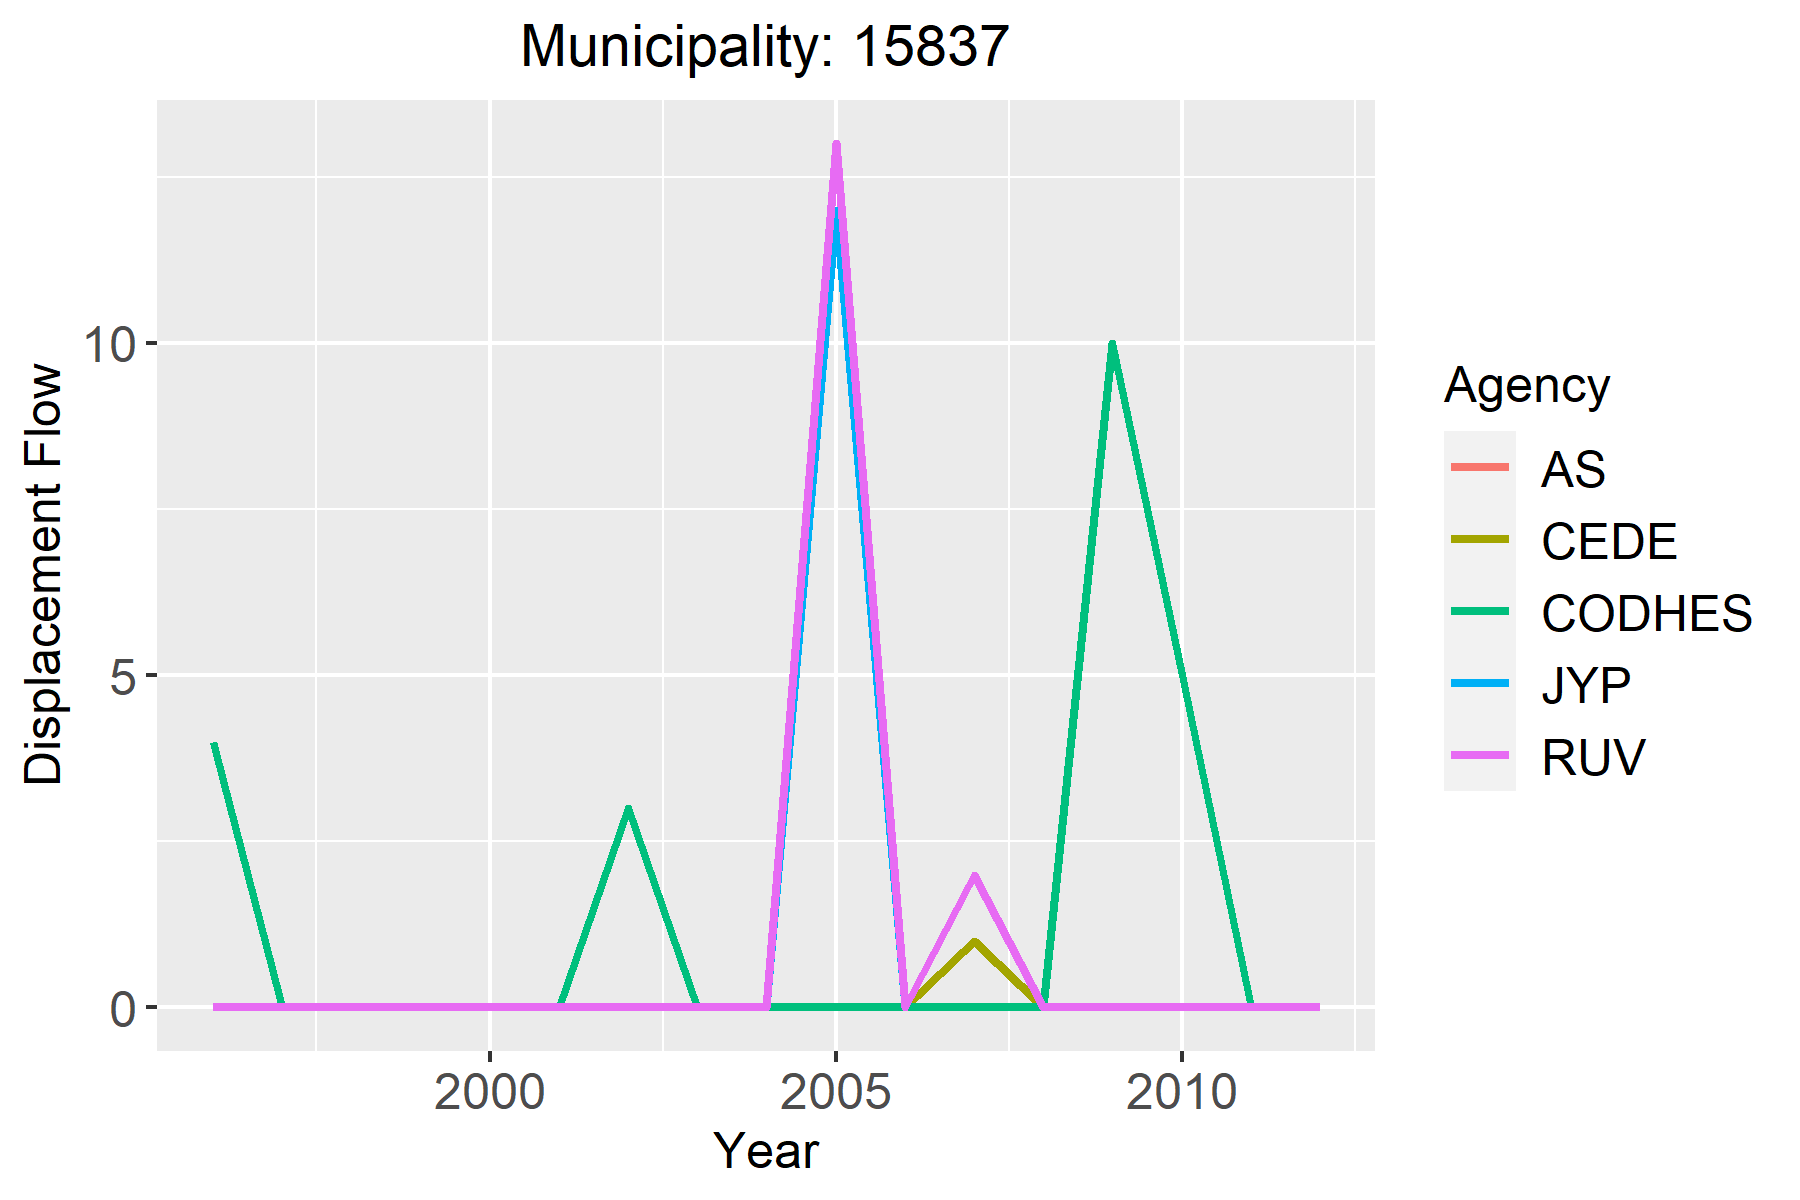 Municipality: 15837
Displacement Flow
10
5
0
2000 2005 2010
Year
Agency
AS
CEDE
CODHES
JYP
RUV